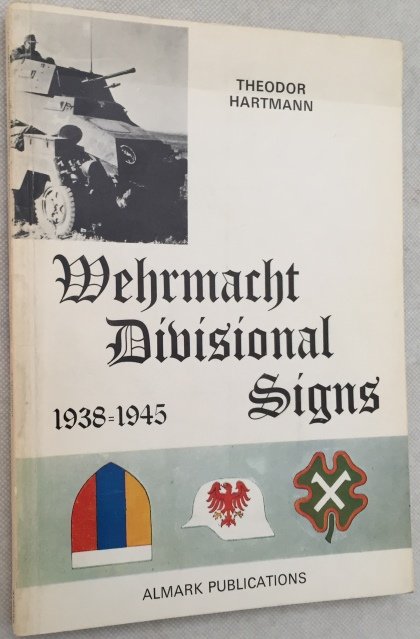 THEODOR
HARTMANN
Wehrmacht
Divisional
Signs
1938=1945
ALMARK PUBLICATIONS